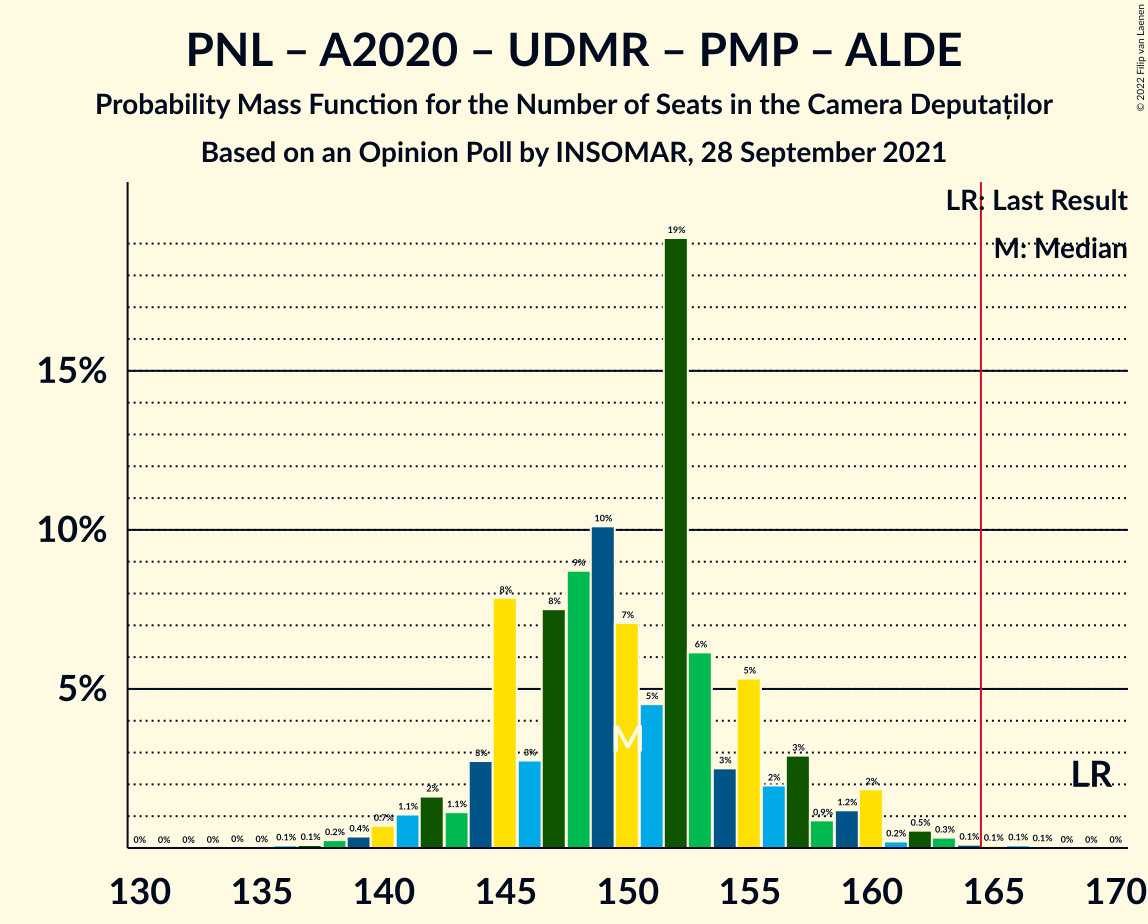 PNL – A2020 – UDMR – PMP – ALDE
Probability Mass Function for the Number of Seats in the Camera Deputaților
Based on an Opinion Poll by INSOMAR, 28 September 2021
© 2022 Filip van Laenen
LR: Last Result
M: Median
15%
10%
5%
0% 0% 0% 0% 0% 0% 0.1% 0.1% 0.2% 0.4% 0.7% 1.1% 2% 1.1% 3% 8% 3% 8% 9% 10% 7% 5% 19% 6% 3% 5% 2% 3% 0.9% 1.2% 2% 0.2% 0.5% 0.3% 0.1% 0.1% 0.1% 0.1% 0% 0% 0%
M
LR
130 135 140 145 150 155 160 165 170